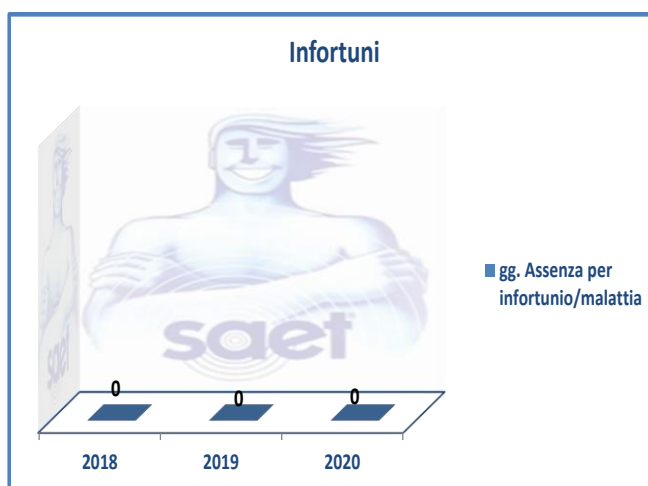 Infortuni
saet
saet
0
0
0
2018
2019
2020
gg. Assenza per
infortunio/malattia